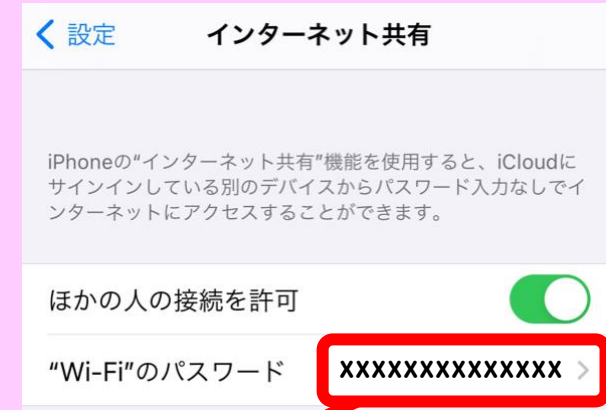 設定
インターネット共有
iPhoneの“インターネット共有”機能を使用すると、iCloudに
サインインしている別のデバイスからパスワード入力なしでイ
ンターネットにアクセスすることができます。
ほかの人の接続を許可
“Wi-Fi”のパスワード XXXXXXXXXXXXXX